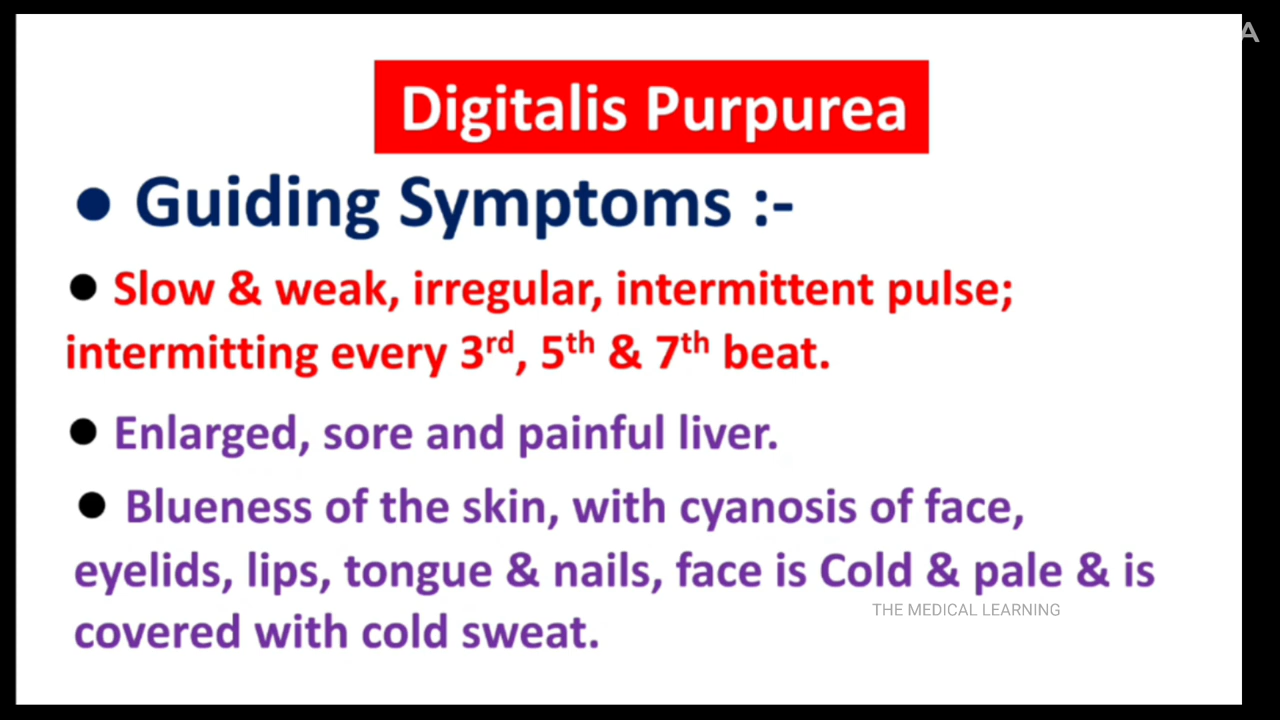 A
Digitalis Purpurea
● Guiding Symptoms :-
● Slow & weak, irregular, intermittent pulse;
intermitting every 3rd, 5th & 7th beat.
● Enlarged, sore and painful liver.
● Blueness of the skin, with cyanosis of face,
eyelids, lips, tongue & nails, face is Cold & pale & is
THE MEDICAL LEARNING
covered with cold sweat.